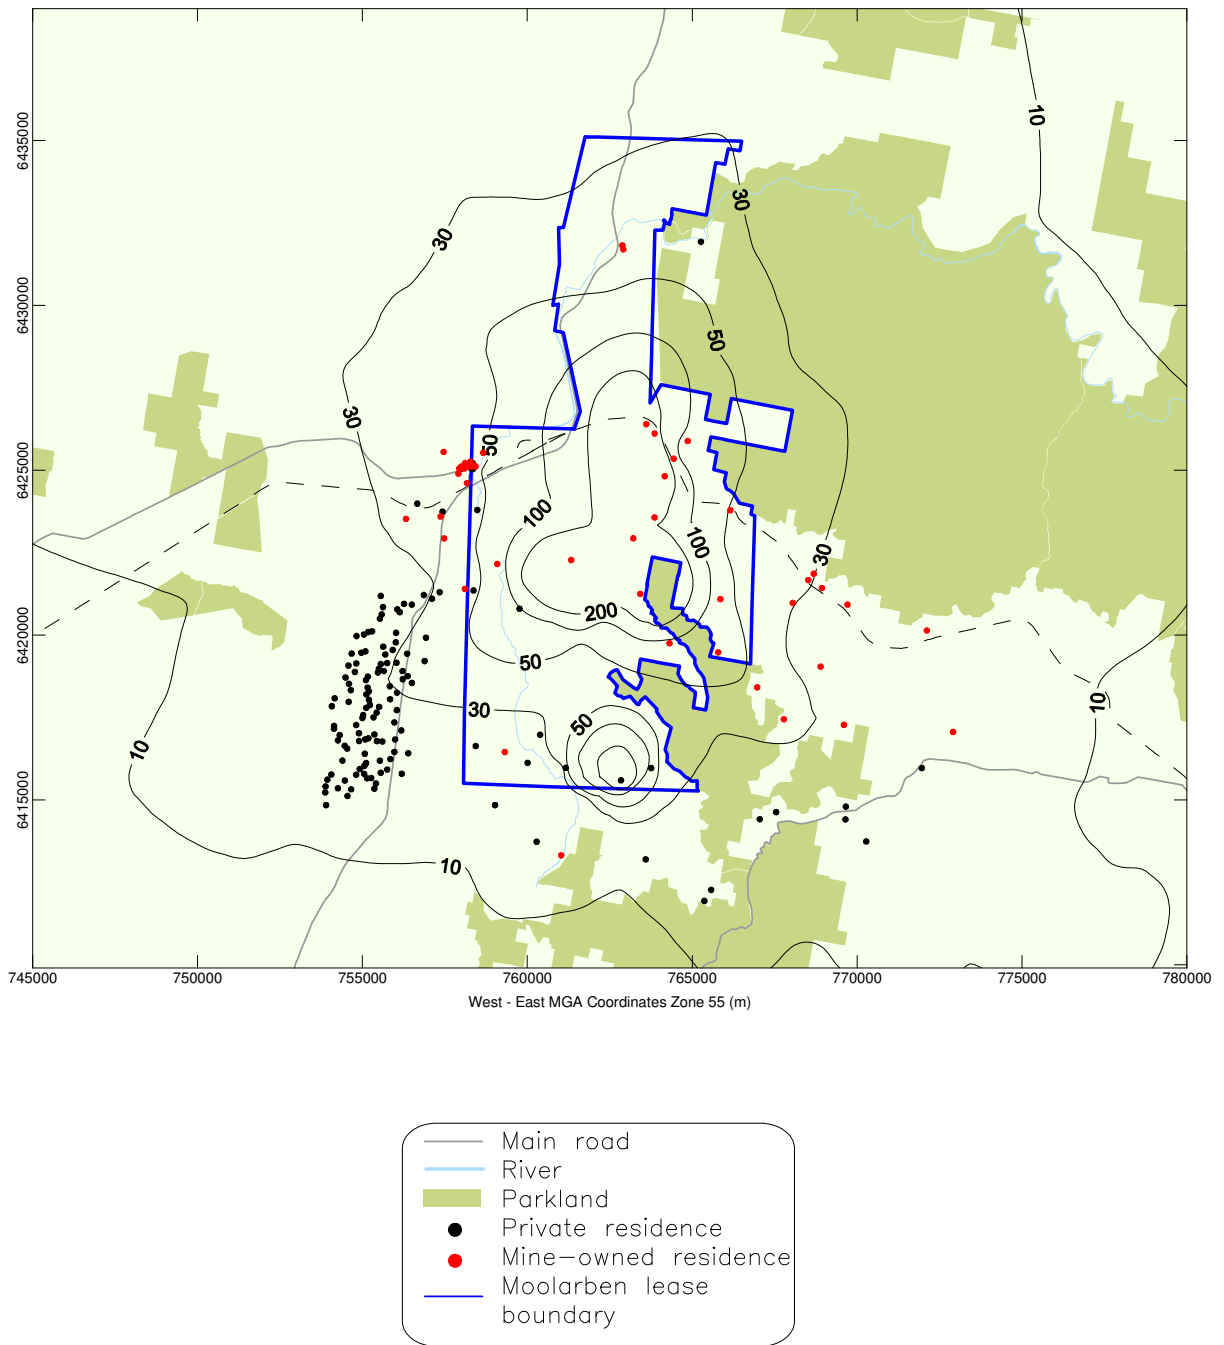 10
6435000
30
30
6430000
50
30
50
6425000
100
100
30
200
6420000
50
10
30
50
10
6415000
10
745000 750000 755000 760000 765000 770000 775000 780000
West - East MGA Coordinates Zone 55 (m)
Main road
River
Parkland
Private residence
Mine-owned residence
Moolarben lease
boundary